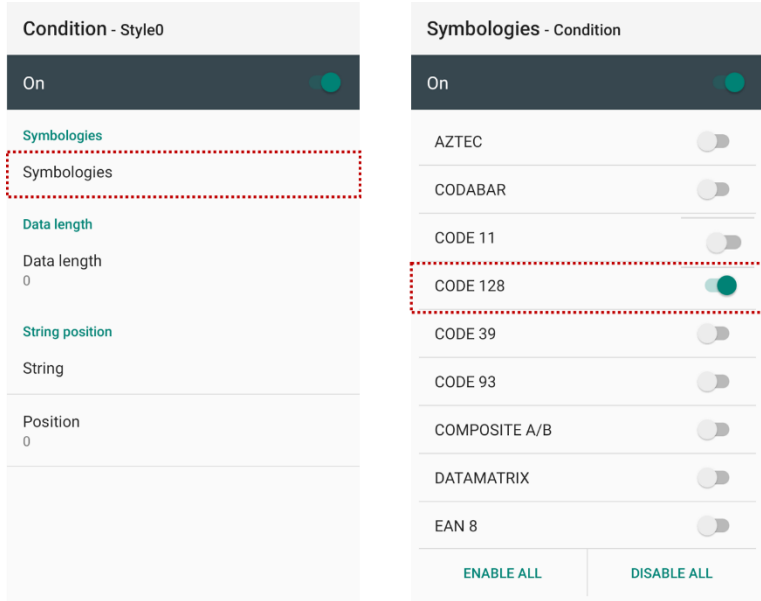 Condition - Style0
On
Symbologies
Symbologies
Data length
Data length
0
String position
String
Position
0
Symbologies - Condition
On
AZTEC
CODABAR
CODE 11
CODE 128
CODE 39
CODE 93
COMPOSITE A/B
DATAMATRIX
EAN 8
ENABLE ALL DISABLE ALL